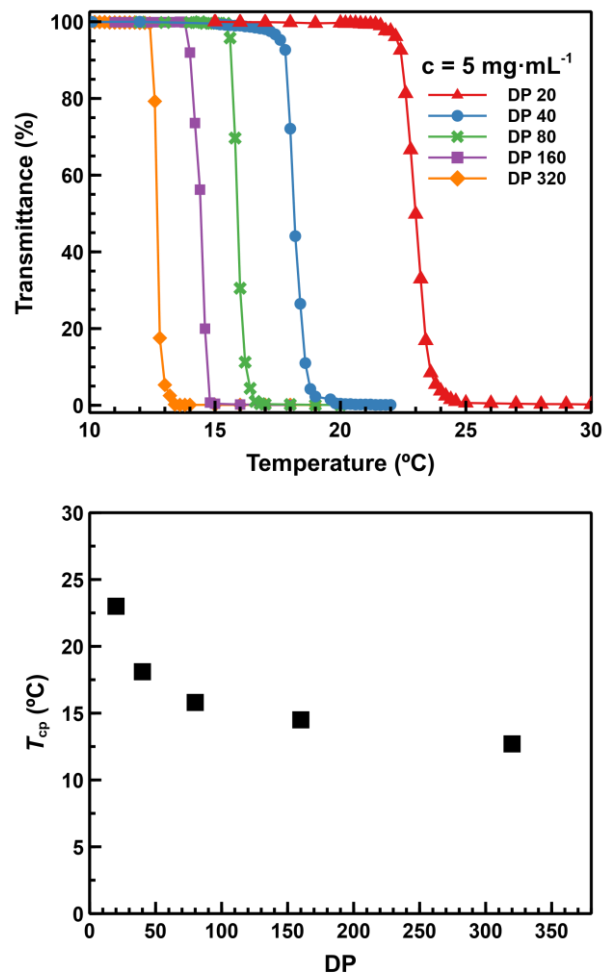 100
80
60
40
20
0
Transmittance (%)
c = 5 mg·mL⁻¹
DP 20
DP 40
DP 80
DP 160
DP 320
10 15 20 25 30
Temperature (ºC)
30
25
20
15
10
5
0
Tcp (ºC)
0 50 100 150 200 250 300 350
DP